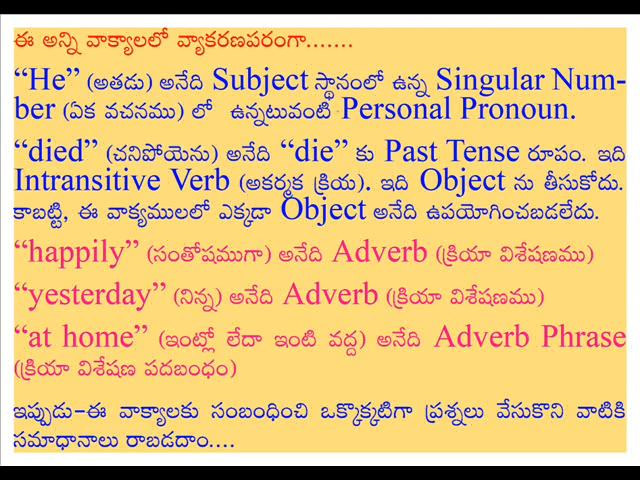 ఈ అన్ని వాక్యాలలో వ్యాకరణపరంగా.......
“He” (అతడు) అనేది Subject స్థానంలో ఉన్న Singular Num-
ber (ఏక వచనము) లో ఉన్నటువంటి Personal Pronoun.
“died” (చనిపోయెను) అనేది “die” కు Past Tense రూపం. ఇది
Intransitive Verb (అకర్మక క్రియ). ఇది Object ను తీసుకోదు.
కాబట్టి, ఈ వాక్యములలో ఎక్కడా Object అనేది ఉపయోగించబడలేదు.
“happily” (సంతోషముగా) అనేది Adverb (క్రియా విశేషణము)
“yesterday” (నిన్న) అనేది Adverb (క్రియా విశేషణము)
“at home” (ఇంట్లో లేదా ఇంటి వద్ద) అనేది Adverb Phrase
(క్రియా విశేషణ పదబంధం)
ఇప్పుడు-ఈ వాక్యాలకు సంబంధించి ఒక్కొక్కటిగా ప్రశ్నలు వేసుకొని వాటికి
సమాధానాలు రాబడదాం....